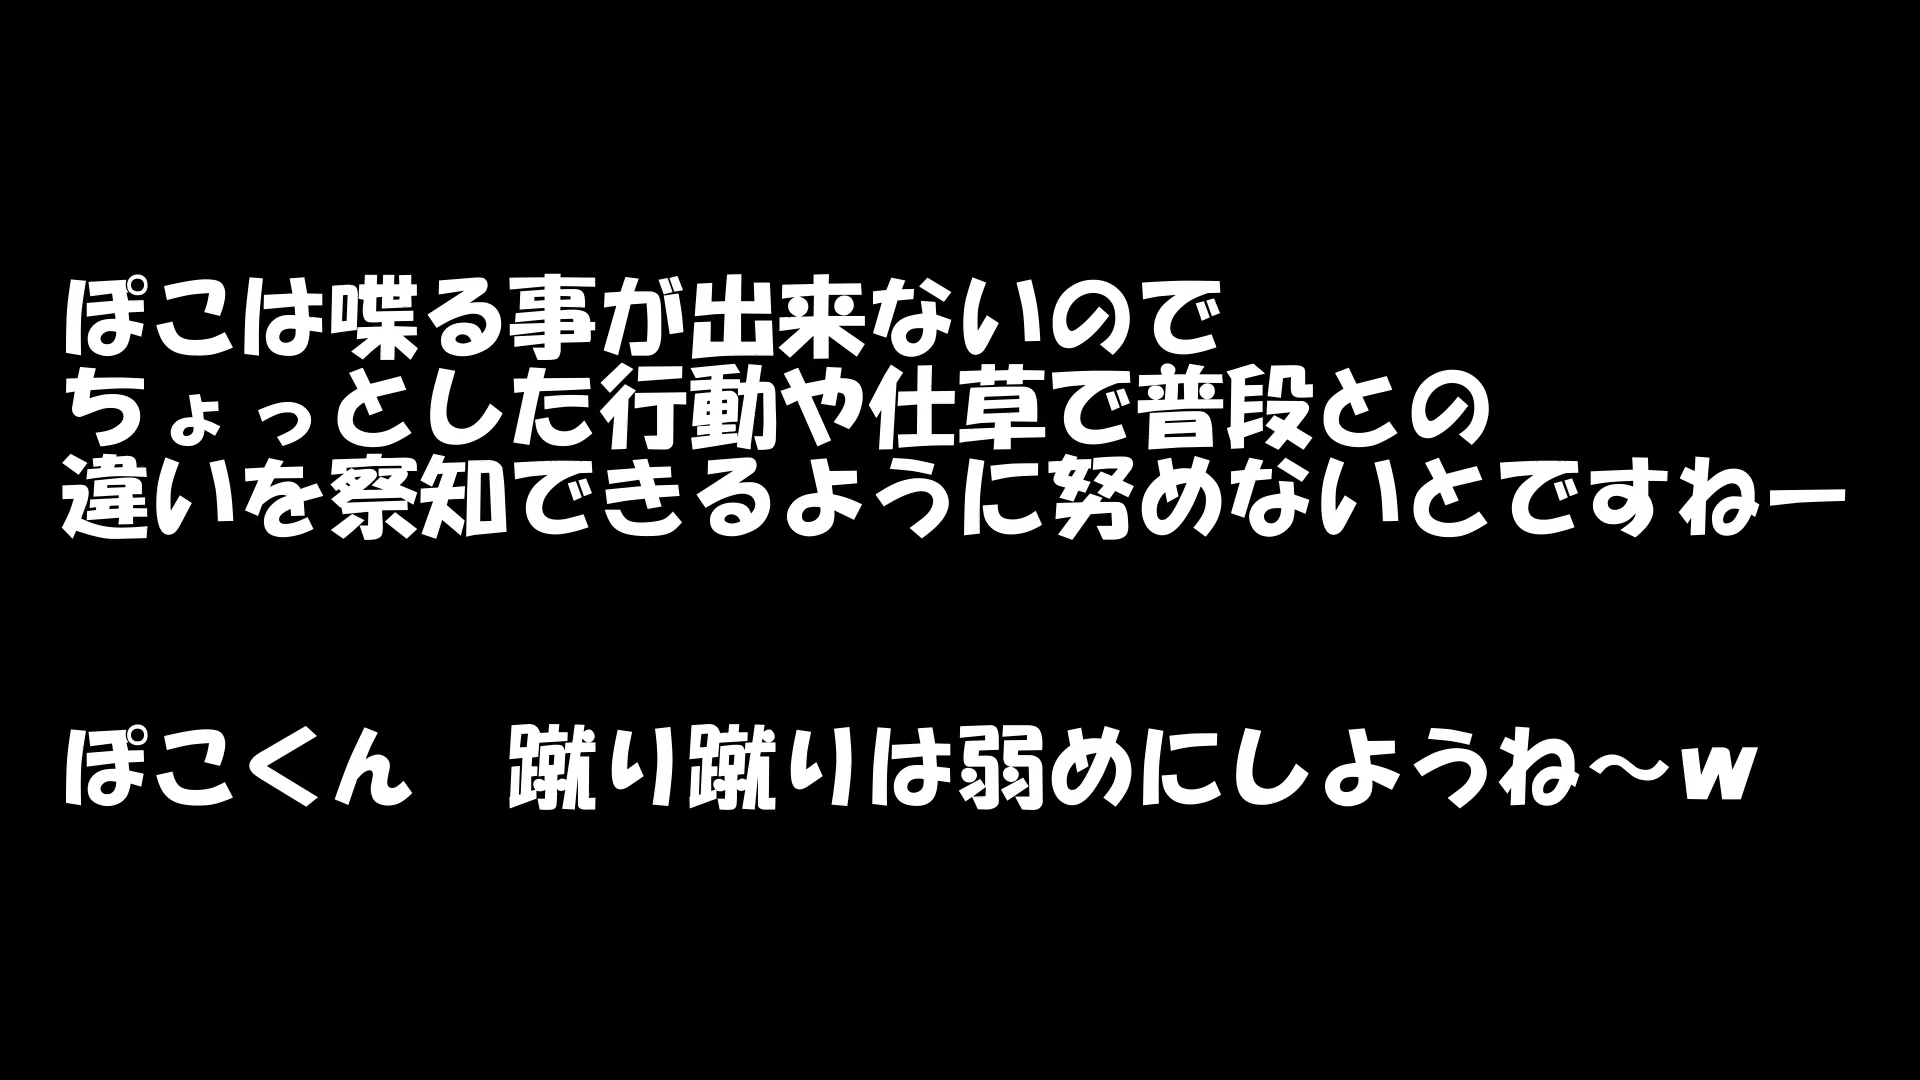 ぽこは喋る事が出来ないので
ちょっとした行動や仕草で普段との
違いを察知できるように努めないとですねー
ぽこくん　蹴り蹴りは弱めにしようね～w